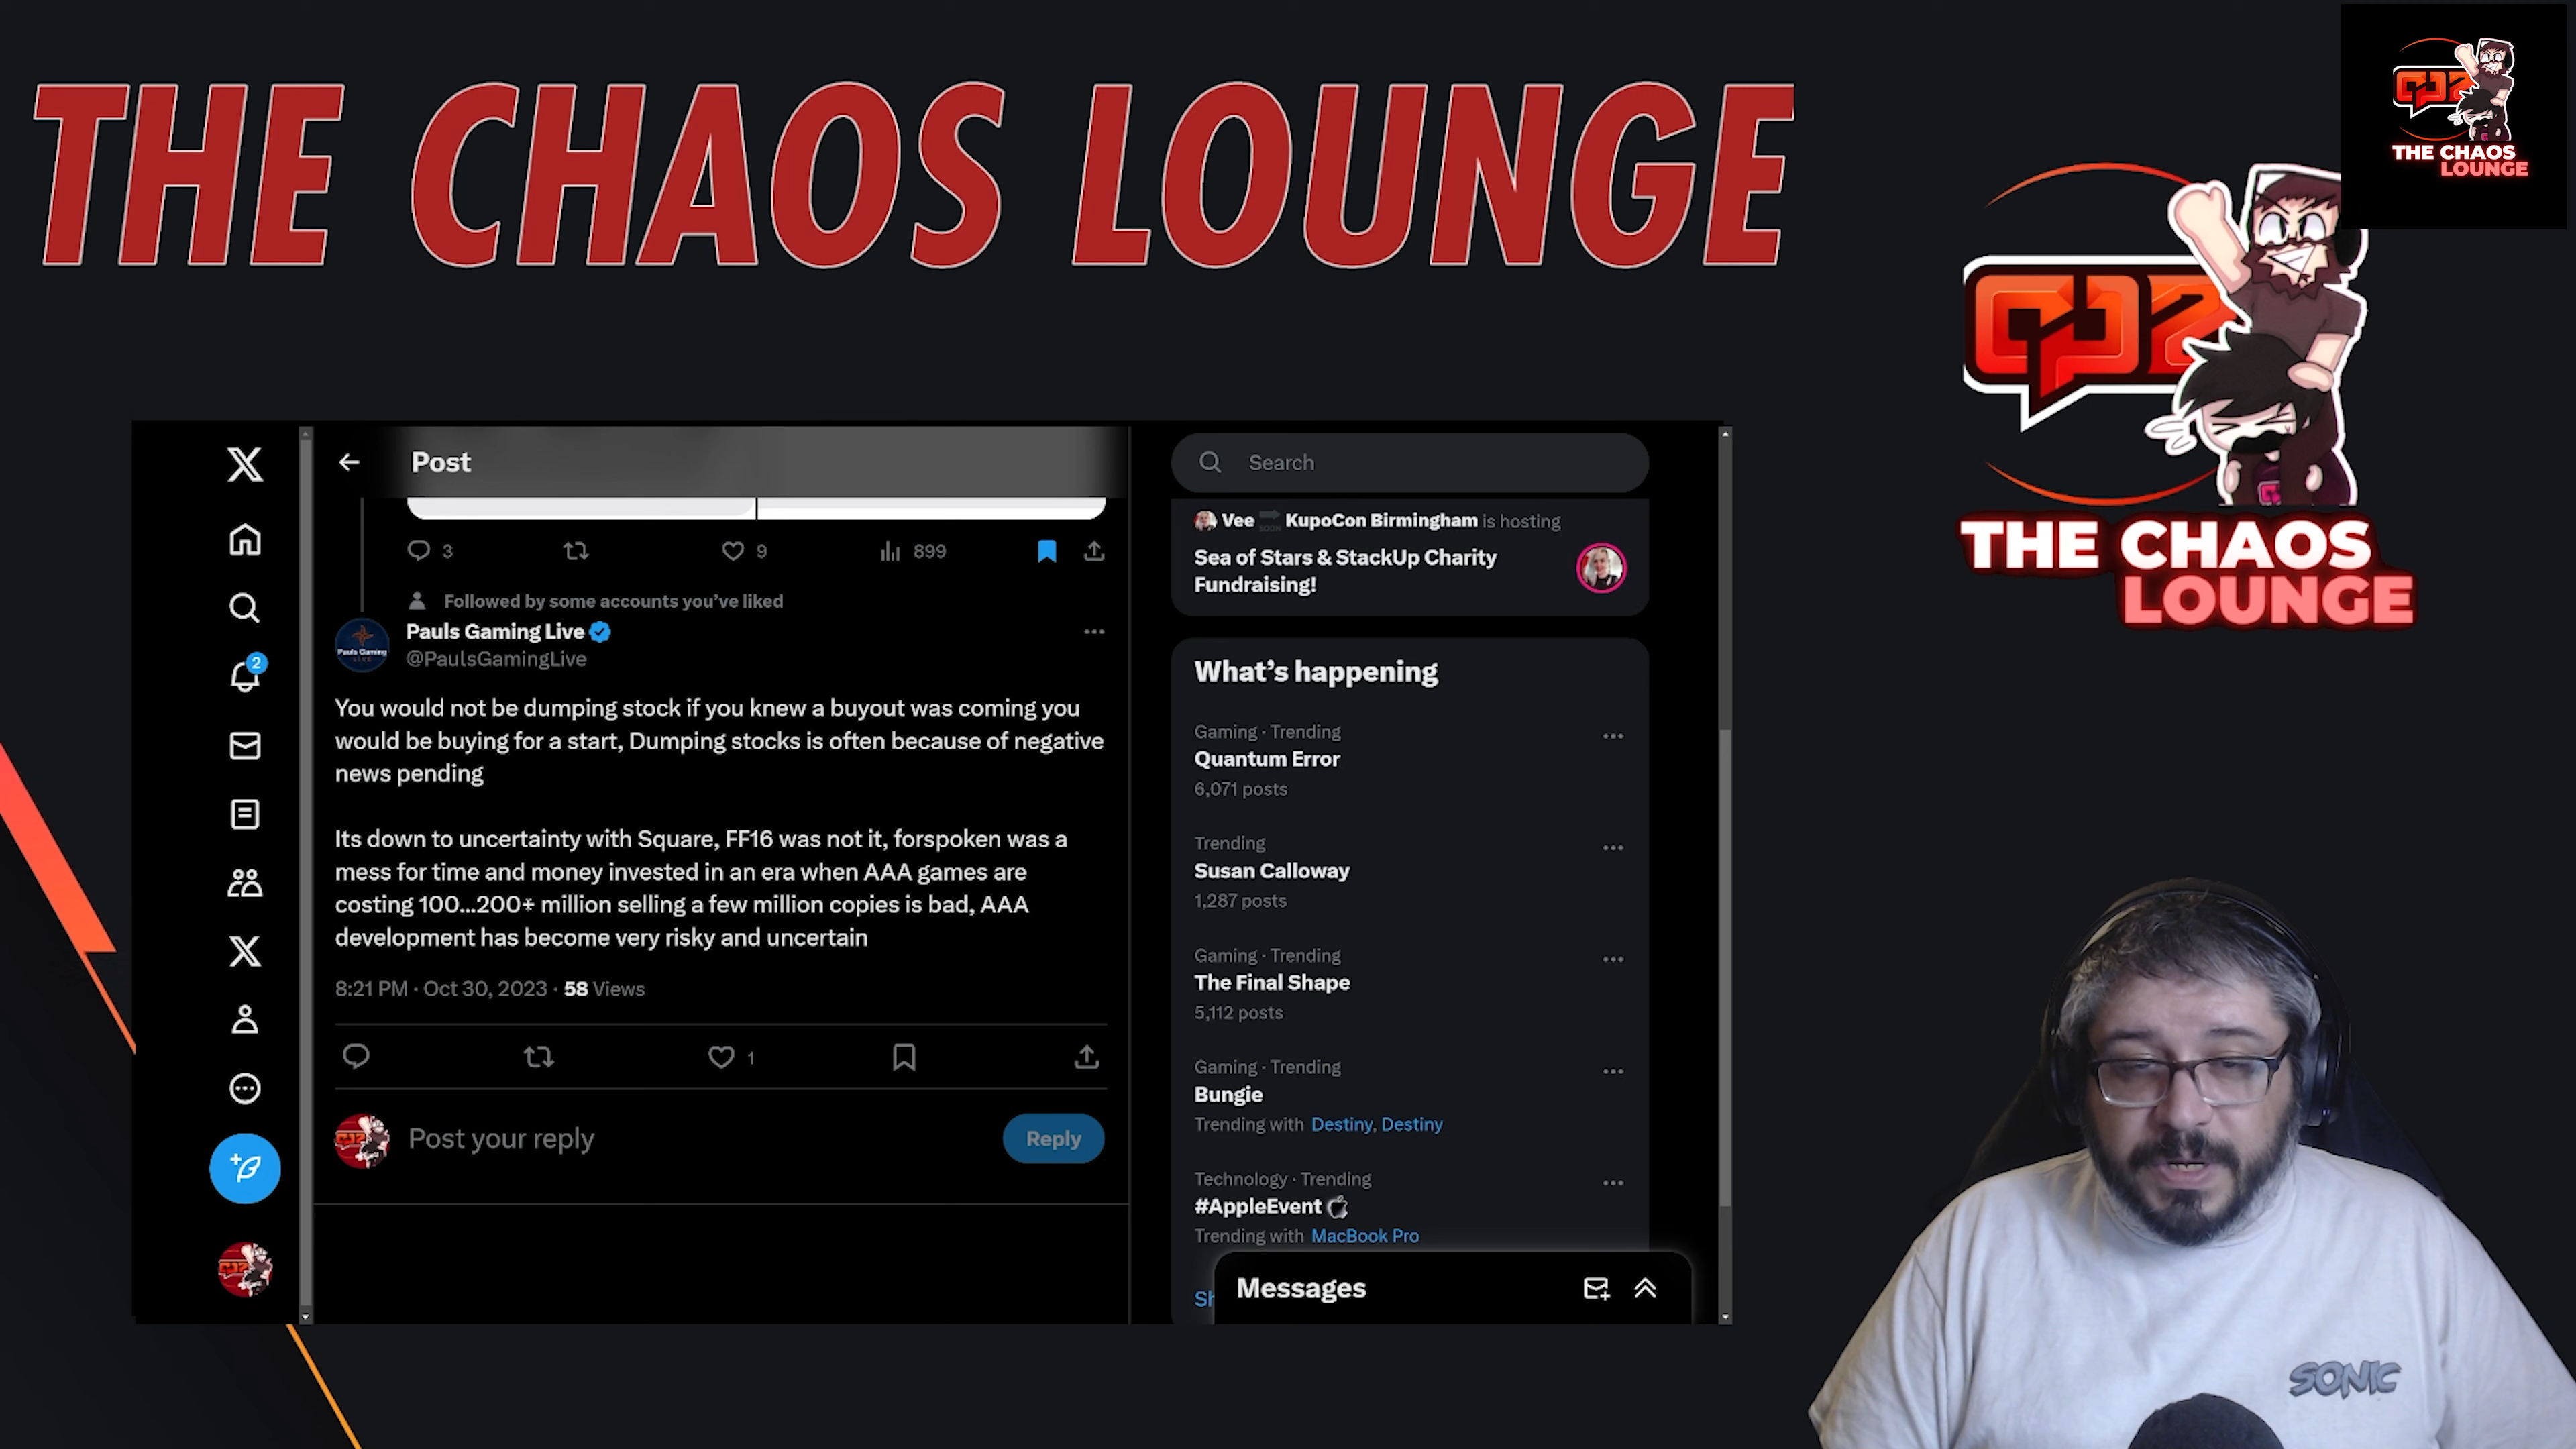 THE CHAOS LOUNGE
THE CHAOS
LOUNGE
THE CHAOS
LOUNGE
Post
3
9
899
Followed by some accounts you've liked
Pauls Gaming Live
@PaulsGamingLive
Pauls Gaming
LIVE
You would not be dumping stock if you knew a buyout was coming you
would be buying for a start, Dumping stocks is often because of negative
news pending
Its down to uncertainty with Square, FF16 was not it, forspoken was a
mess for time and money invested in an era when AAA games are
costing 100...200+ million selling a few million copies is bad, AAA
development has become very risky and uncertain
8:21 PM · Oct 30, 2023 · 58 Views
1
Post your reply
Reply
2
Search
Vee SOON KupoCon Birmingham is hosting
Sea of Stars & StackUp Charity
Fundraising!
What's happening
Gaming · Trending
Quantum Error
6,071 posts
Trending
Susan Calloway
1,287 posts
Gaming · Trending
The Final Shape
5,112 posts
Gaming · Trending
Bungie
Trending with Destiny, Destiny
Technology · Trending
#AppleEvent
Trending with MacBook Pro
Sh
Messages
SONIC